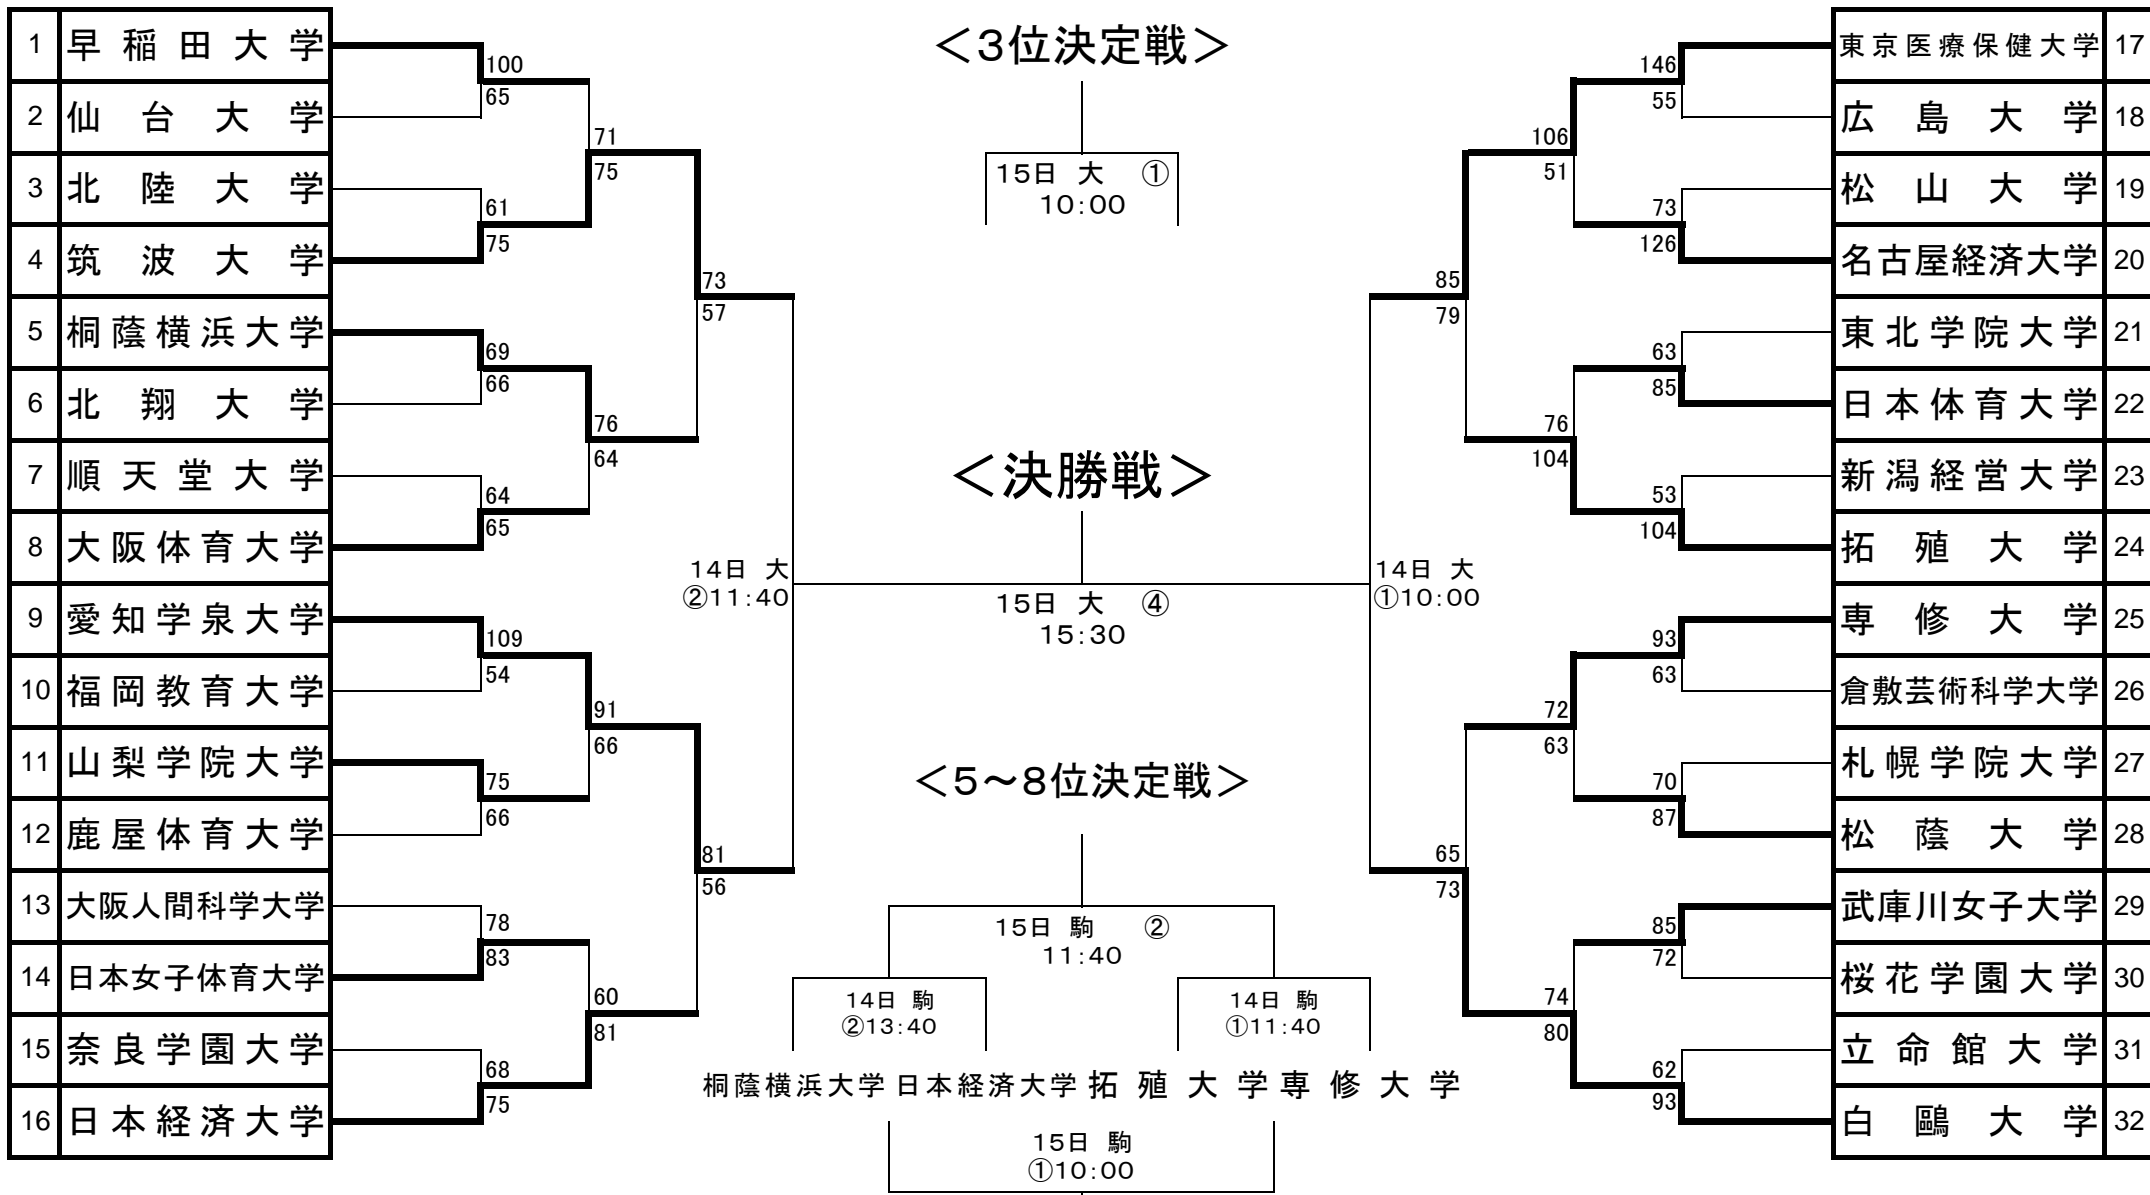 1 早稲田大学
2 仙台大学
3 北陸大学
4 筑波大学
5 桐蔭横浜大学
6 北翔大学
7 順天堂大学
8 大阪体育大学
9 愛知学泉大学
10 福岡教育大学
11 山梨学院大学
12 鹿屋体育大学
13 大阪人間科学大学
14 日本女子体育大学
15 奈良学園大学
16 日本経済大学
100
65
61
75
69
66
64
65
109
54
75
66
78
83
68
75
71
75
76
64
91
66
60
81
73
57
81
56
14日 大
②11:40
＜3位決定戦＞
15日 大 ①
10:00
＜決勝戦＞
15日 大 ④
15:30
＜5～8位決定戦＞
15日 駒 ②
11:40
14日 駒
②13:40
14日 駒
①11:40
桐蔭横浜大学 日本経済大学 拓殖大学 専修大学
15日 駒
①10:00
14日 大
①10:00
85
79
65
73
106
51
76
104
72
63
74
80
146
55
73
126
63
85
53
104
93
63
70
87
85
72
62
93
東京医療保健大学 17
広島大学 18
松山大学 19
名古屋経済大学 20
東北学院大学 21
日本体育大学 22
新潟経営大学 23
拓殖大学 24
専修大学 25
倉敷芸術科学大学 26
札幌学院大学 27
松蔭大学 28
武庫川女子大学 29
桜花学園大学 30
立命館大学 31
白鷗大学 32